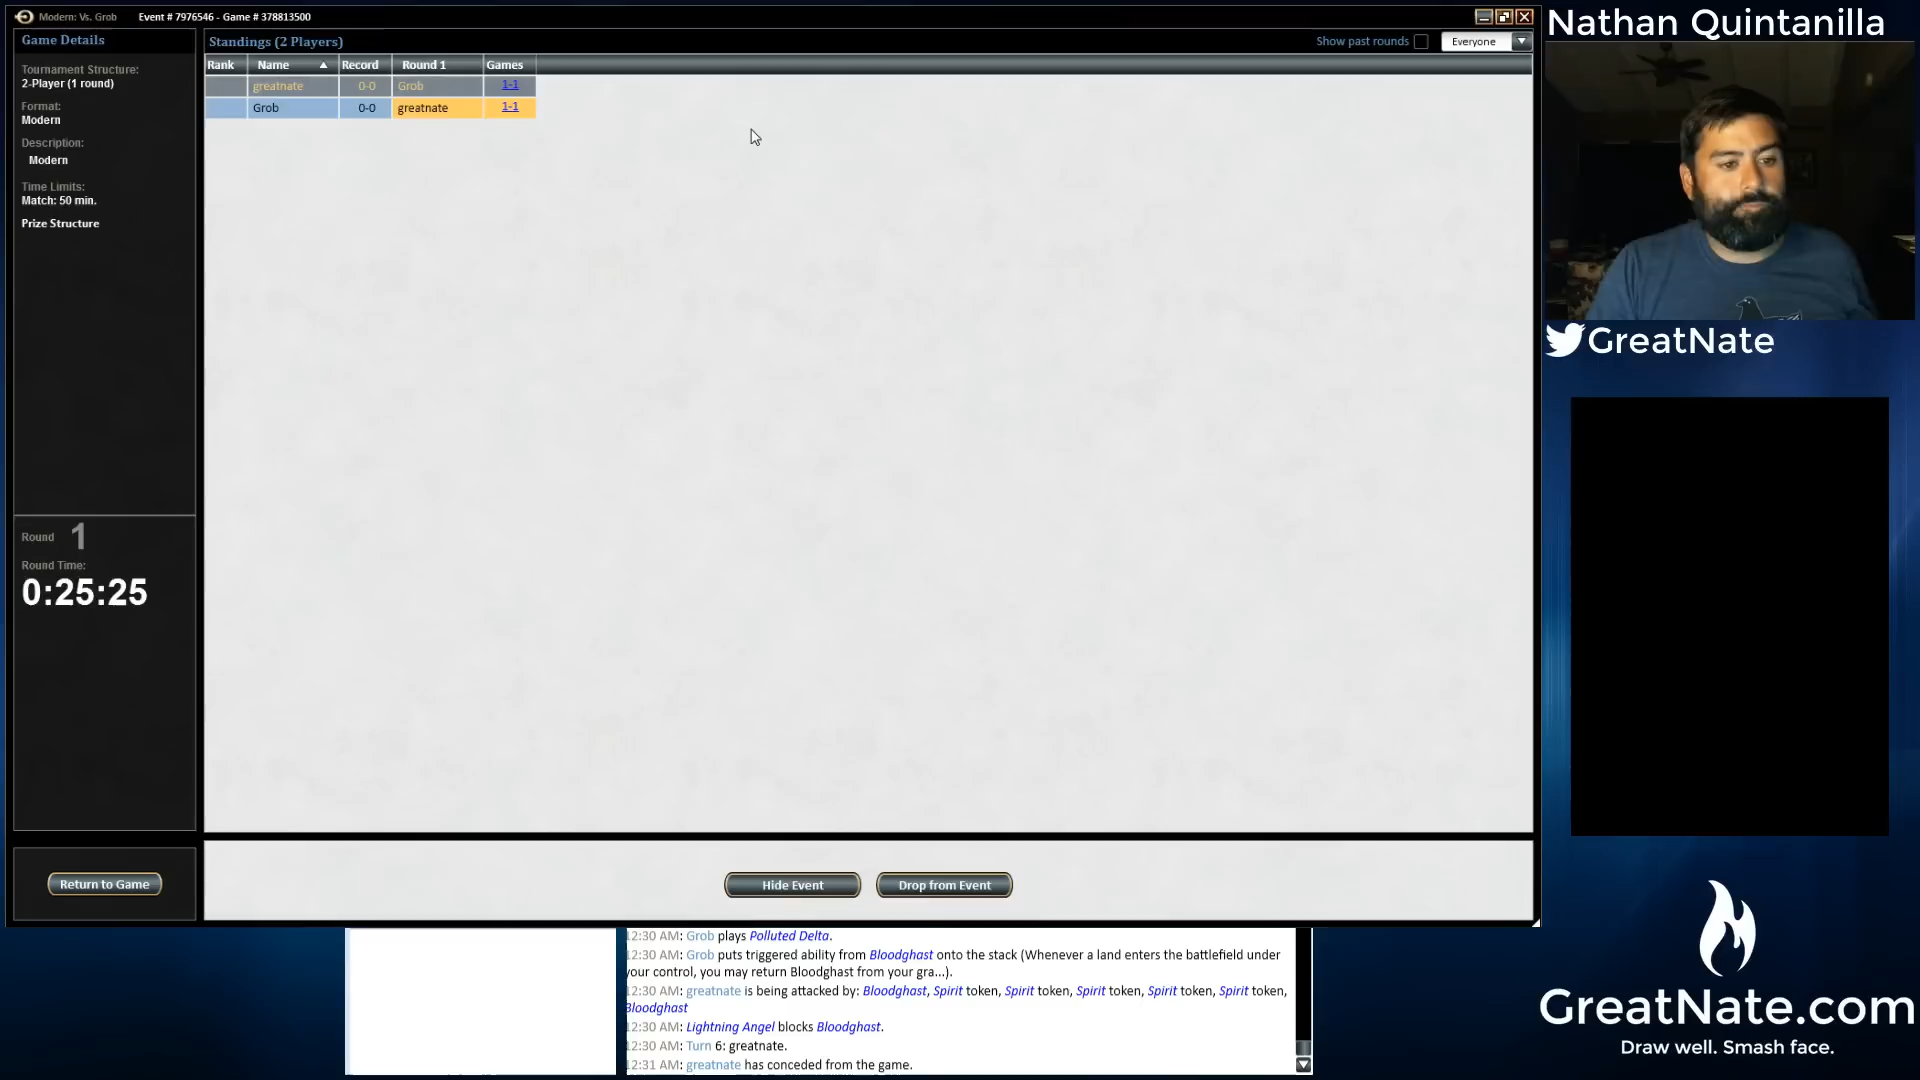 Modern: Vs. Grob Event # 7976546 - Game # 378813500
Nathan Quintanilla
Game Details
Tournament Structure:
2-Player (1 round)
Format:
Modern
Description:
Modern
Time Limits:
Match: 50 min.
Prize Structure
Standings (2 Players)
Show past rounds Everyone
Rank Name Record Round 1 Games
greatnate 0-0 Grob 1-1
Grob 0-0 greatnate 1-1
GreatNate
Round 1
Round Time:
0:25:25
Return to Game
Hide Event Drop from Event
12:30 AM: Grob plays Polluted Delta.
12:30 AM: Grob puts triggered ability from Bloodghast onto the stack (Whenever a land enters the battlefield under
your control, you may return Bloodghast from your gra...).
12:30 AM: greatnate is being attacked by: Bloodghast, Spirit token, Spirit token, Spirit token, Spirit token, Spirit token,
Bloodghast
12:30 AM: Lightning Angel blocks Bloodghast.
12:30 AM: Turn 6: greatnate.
12:31 AM: greatnate has conceded from the game.
GreatNate.com
Draw well. Smash face.